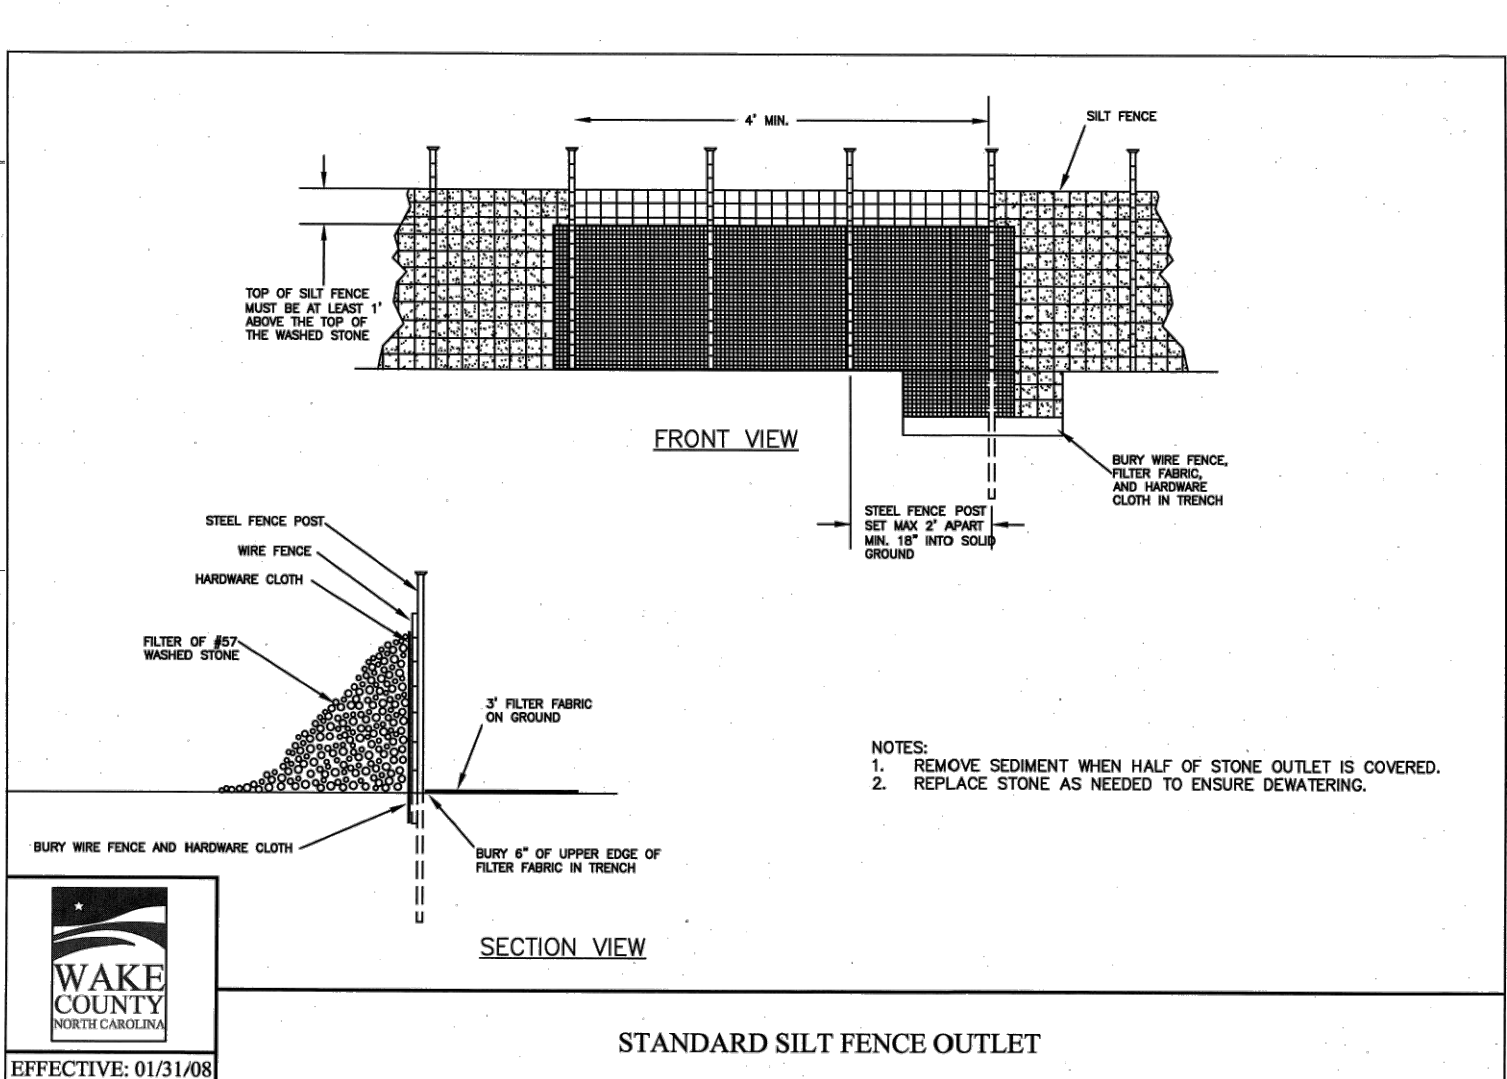 4' MIN.
SILT FENCE
TOP OF SILT FENCE
MUST BE AT LEAST 1'
ABOVE THE TOP OF
THE WASHED STONE
FRONT VIEW
BURY WIRE FENCE,
FILTER FABRIC,
AND HARDWARE
CLOTH IN TRENCH
STEEL FENCE POST
SET MAX 2' APART
MIN. 18" INTO SOLID
GROUND
STEEL FENCE POST
WIRE FENCE
HARDWARE CLOTH
FILTER OF #57
WASHED STONE
3' FILTER FABRIC
ON GROUND
BURY WIRE FENCE AND HARDWARE CLOTH
BURY 6" OF UPPER EDGE OF
FILTER FABRIC IN TRENCH
SECTION VIEW
NOTES:
1. REMOVE SEDIMENT WHEN HALF OF STONE OUTLET IS COVERED.
2. REPLACE STONE AS NEEDED TO ENSURE DEWATERING.
WAKE
COUNTY
NORTH CAROLINA
EFFECTIVE: 01/31/08
STANDARD SILT FENCE OUTLET